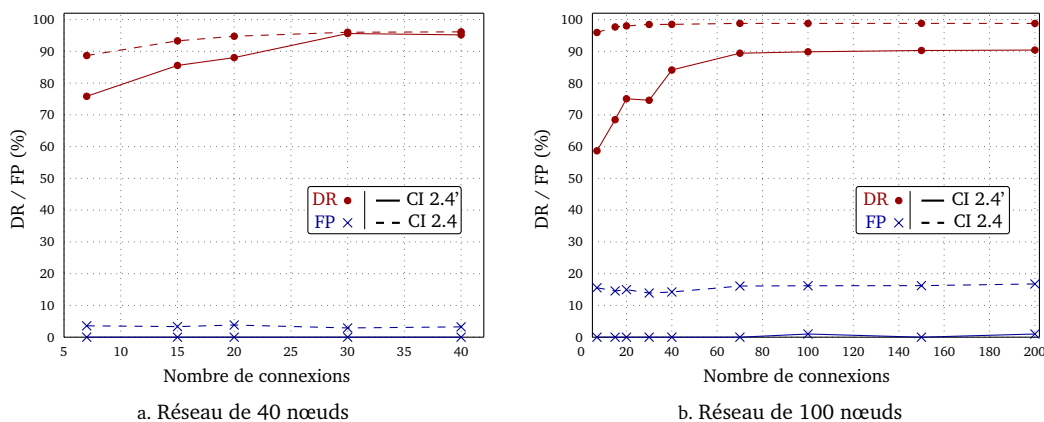 100
90
80
70
60
50
40
30
20
10
0
DR / FP (%)
5
10
15
20
25
30
35
40
Nombre de connexions
DR
CI 2.4’
FP
CI 2.4
a. Réseau de 40 nœuds
100
90
80
70
60
50
40
30
20
10
0
DR / FP (%)
0
20
40
60
80
100
120
140
160
180
200
Nombre de connexions
DR
CI 2.4’
FP
CI 2.4
b. Réseau de 100 nœuds